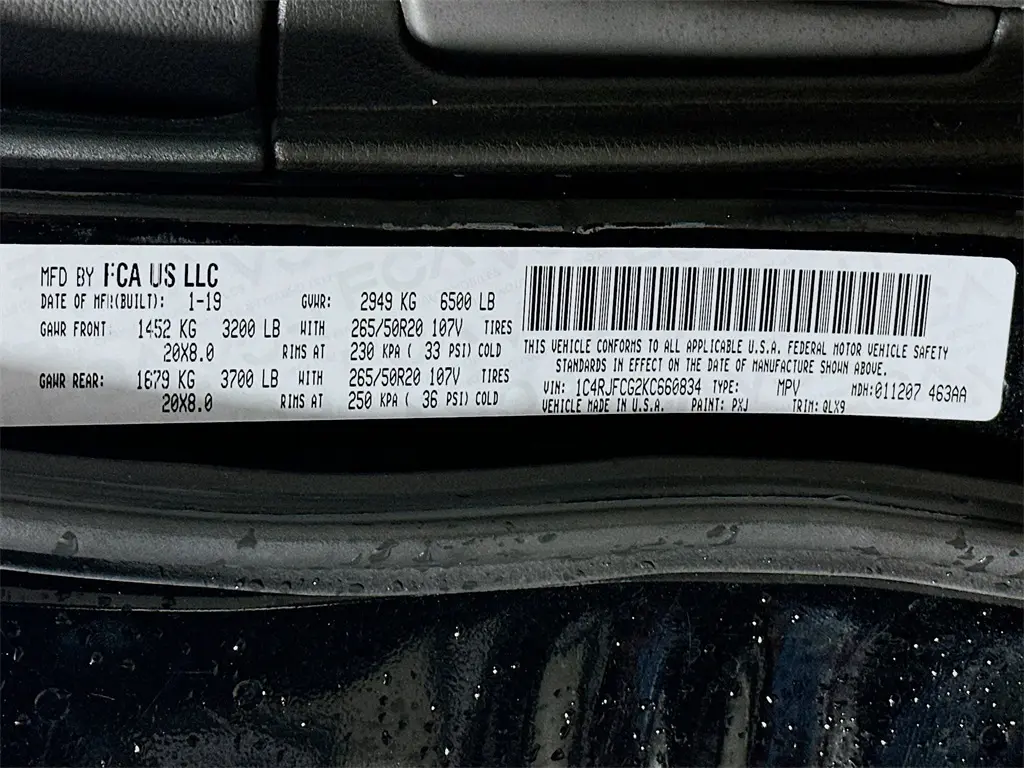 MFD BY FCA US LLC
DATE OF MFR(BUILT): 1-19 GVWR: 2949 KG 6500 LB
GAWR FRONT 1452 KG 3200 LB WITH 265/50R20 107V TIRES
20X8.0 RIMS AT 230 KPA ( 33 PSI) COLD
GAWR REAR: 1679 KG 3700 LB WITH 265/50R20 107V TIRES
20X8.0 RIMS AT 250 KPA ( 36 PSI) COLD
THIS VEHICLE CONFORMS TO ALL APPLICABLE U.S.A. FEDERAL MOTOR VEHICLE SAFETY
STANDARDS IN EFFECT ON THE DATE OF MANUFACTURE SHOWN ABOVE.
VIN: 1C4RJFCG2KC660834 TYPE: MPV MDH:011207 463AA
VEHICLE MADE IN U.S.A. PAINT: PXJ TRIM: QLX9